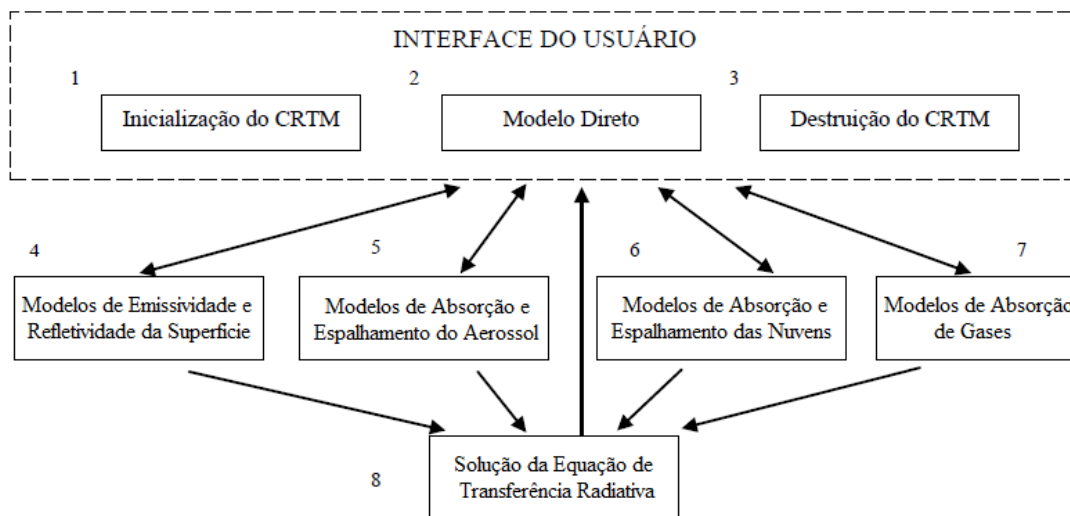 INTERFACE DO USUÁRIO
1
2
3
Inicialização do CRTM
Modelo Direto
Destruição do CRTM
4
5
6
7
Modelos de Emissividade e
Refletividade da Superfície
Modelos de Absorção e
Espalhamento do Aerossol
Modelos de Absorção e
Espalhamento das Nuvens
Modelos de Absorção
de Gases
8
Solução da Equação de
Transferência Radiativa